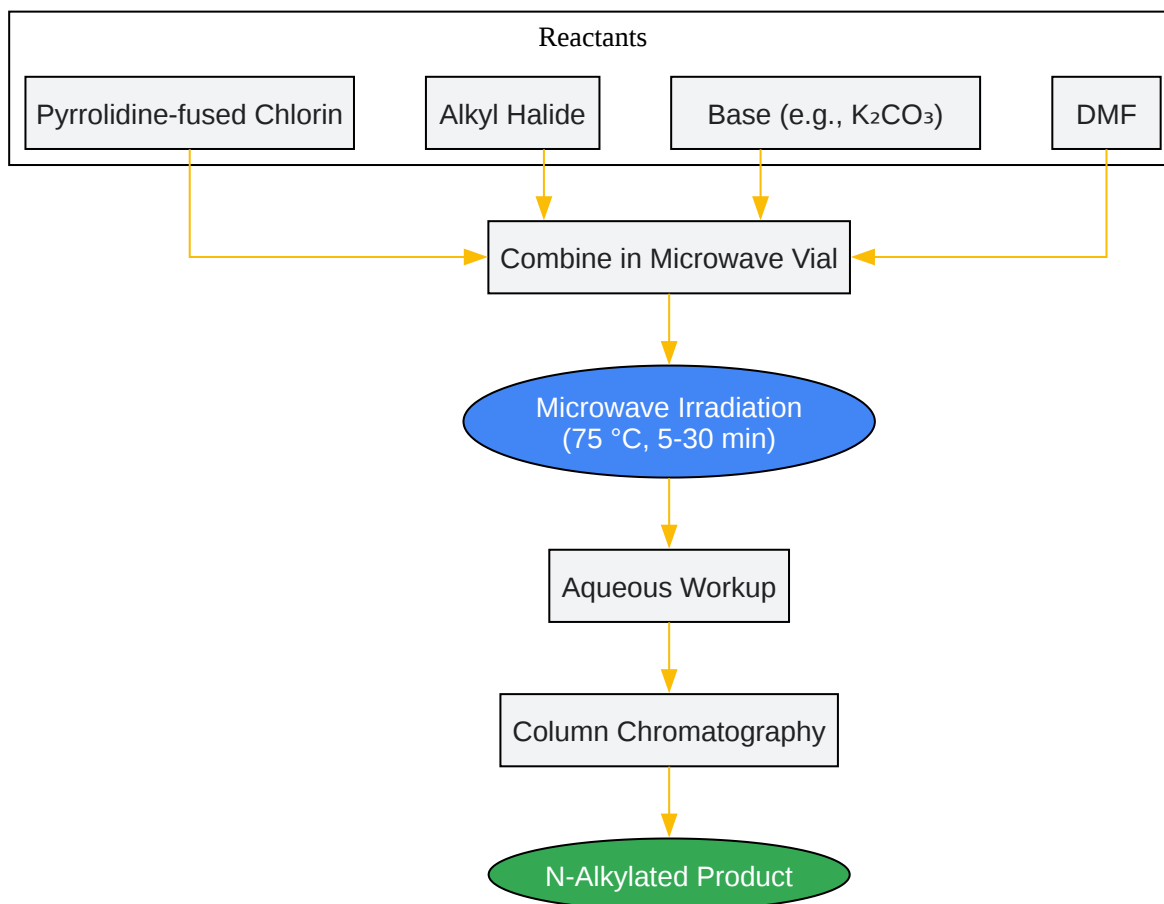 Reactants
Pyrrolidine-fused Chlorin
Alkyl Halide
Base (e.g., K₂CO₃)
DMF
Combine in Microwave Vial
Microwave Irradiation
(75 °C, 5-30 min)
Aqueous Workup
Column Chromatography
N-Alkylated Product